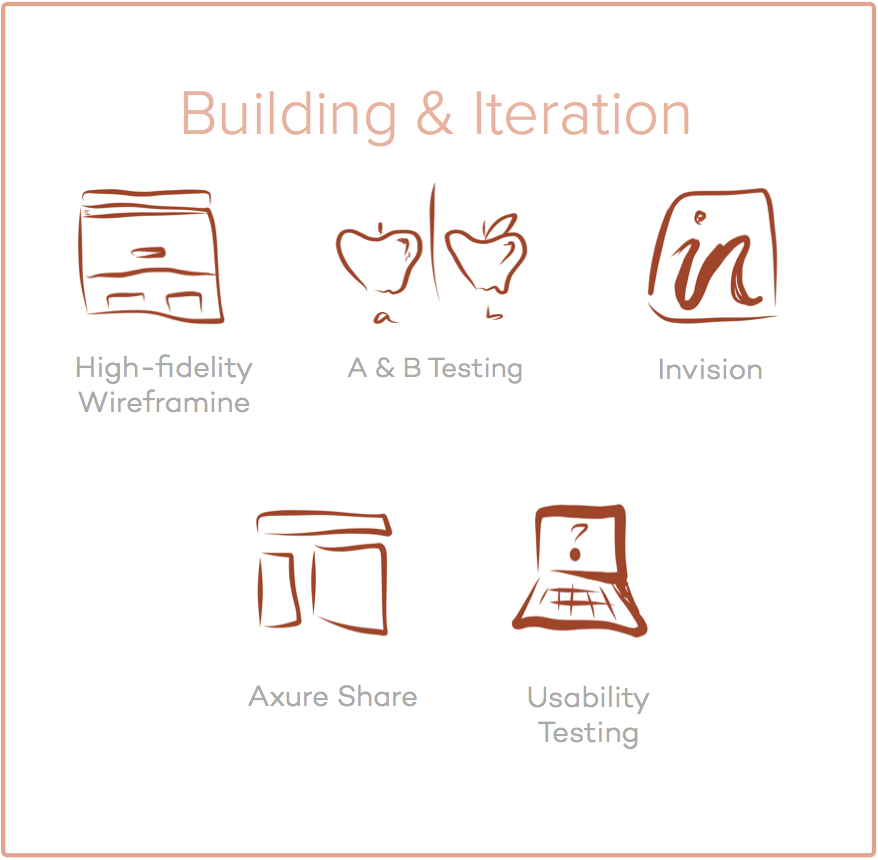 Building & Iteration
a
b
in
High-fidelity
Wireframine
A & B Testing
Invision
?
Axure Share
Usability
Testing